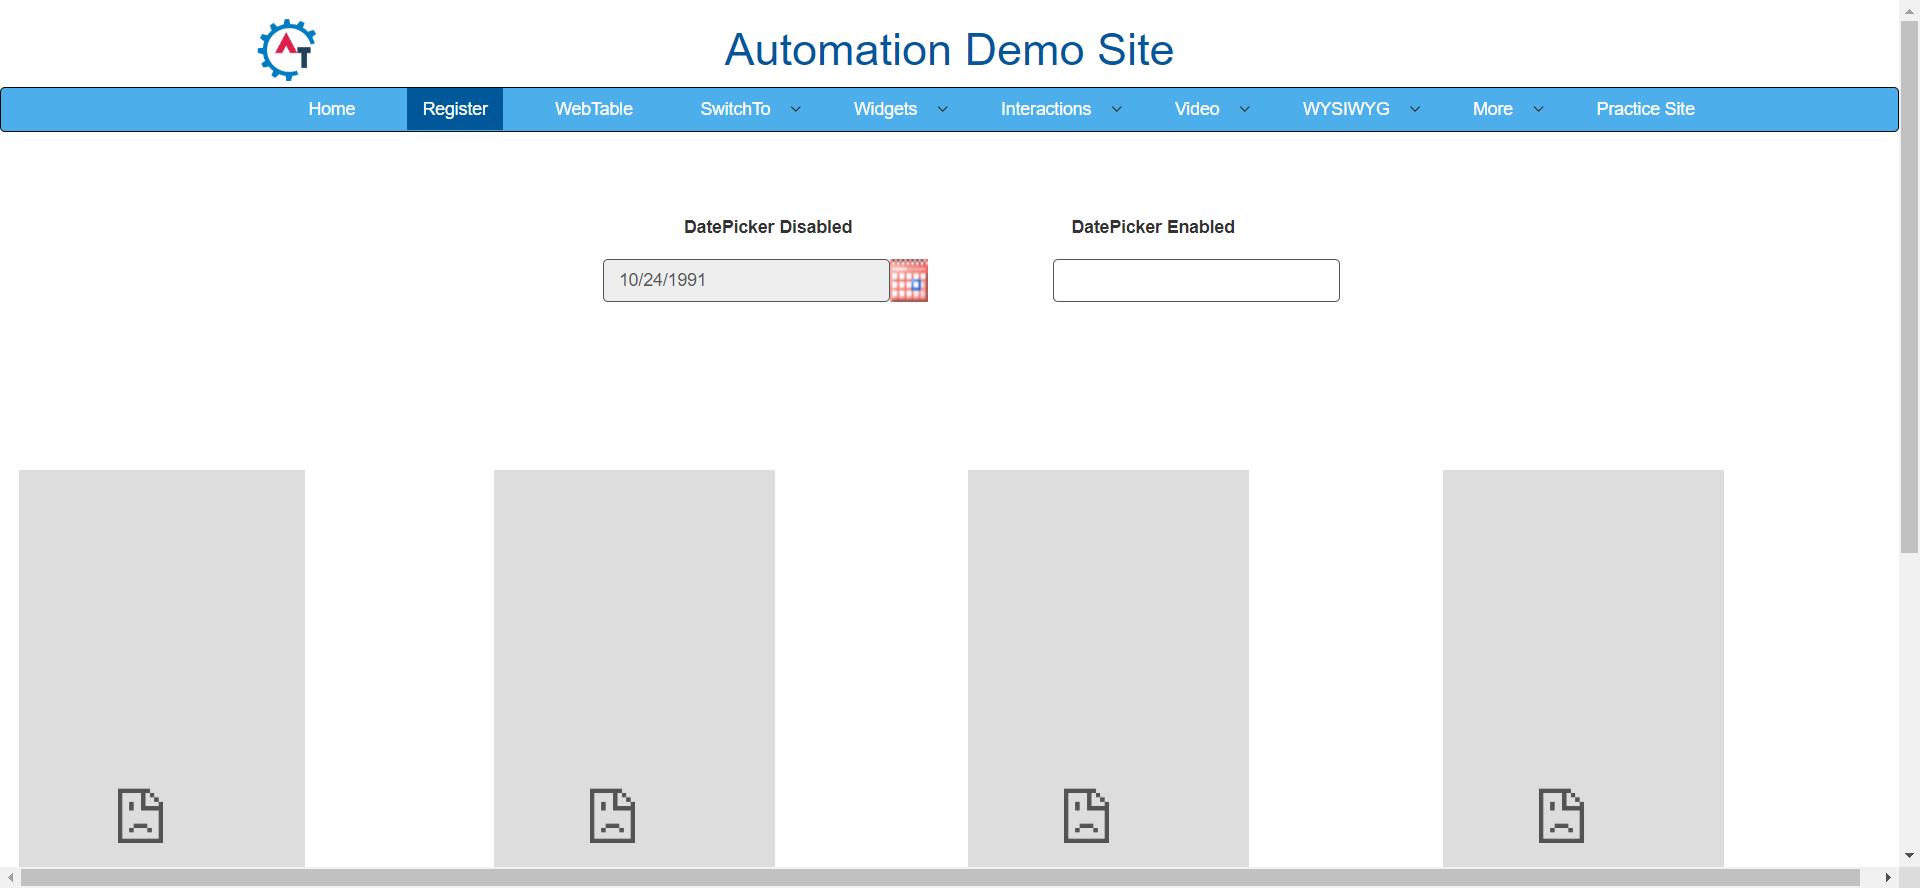 AT
Automation Demo Site
Home Register WebTable SwitchTo Widgets Interactions Video WYSIWYG More Practice Site
DatePicker Disabled DatePicker Enabled
10/24/1991